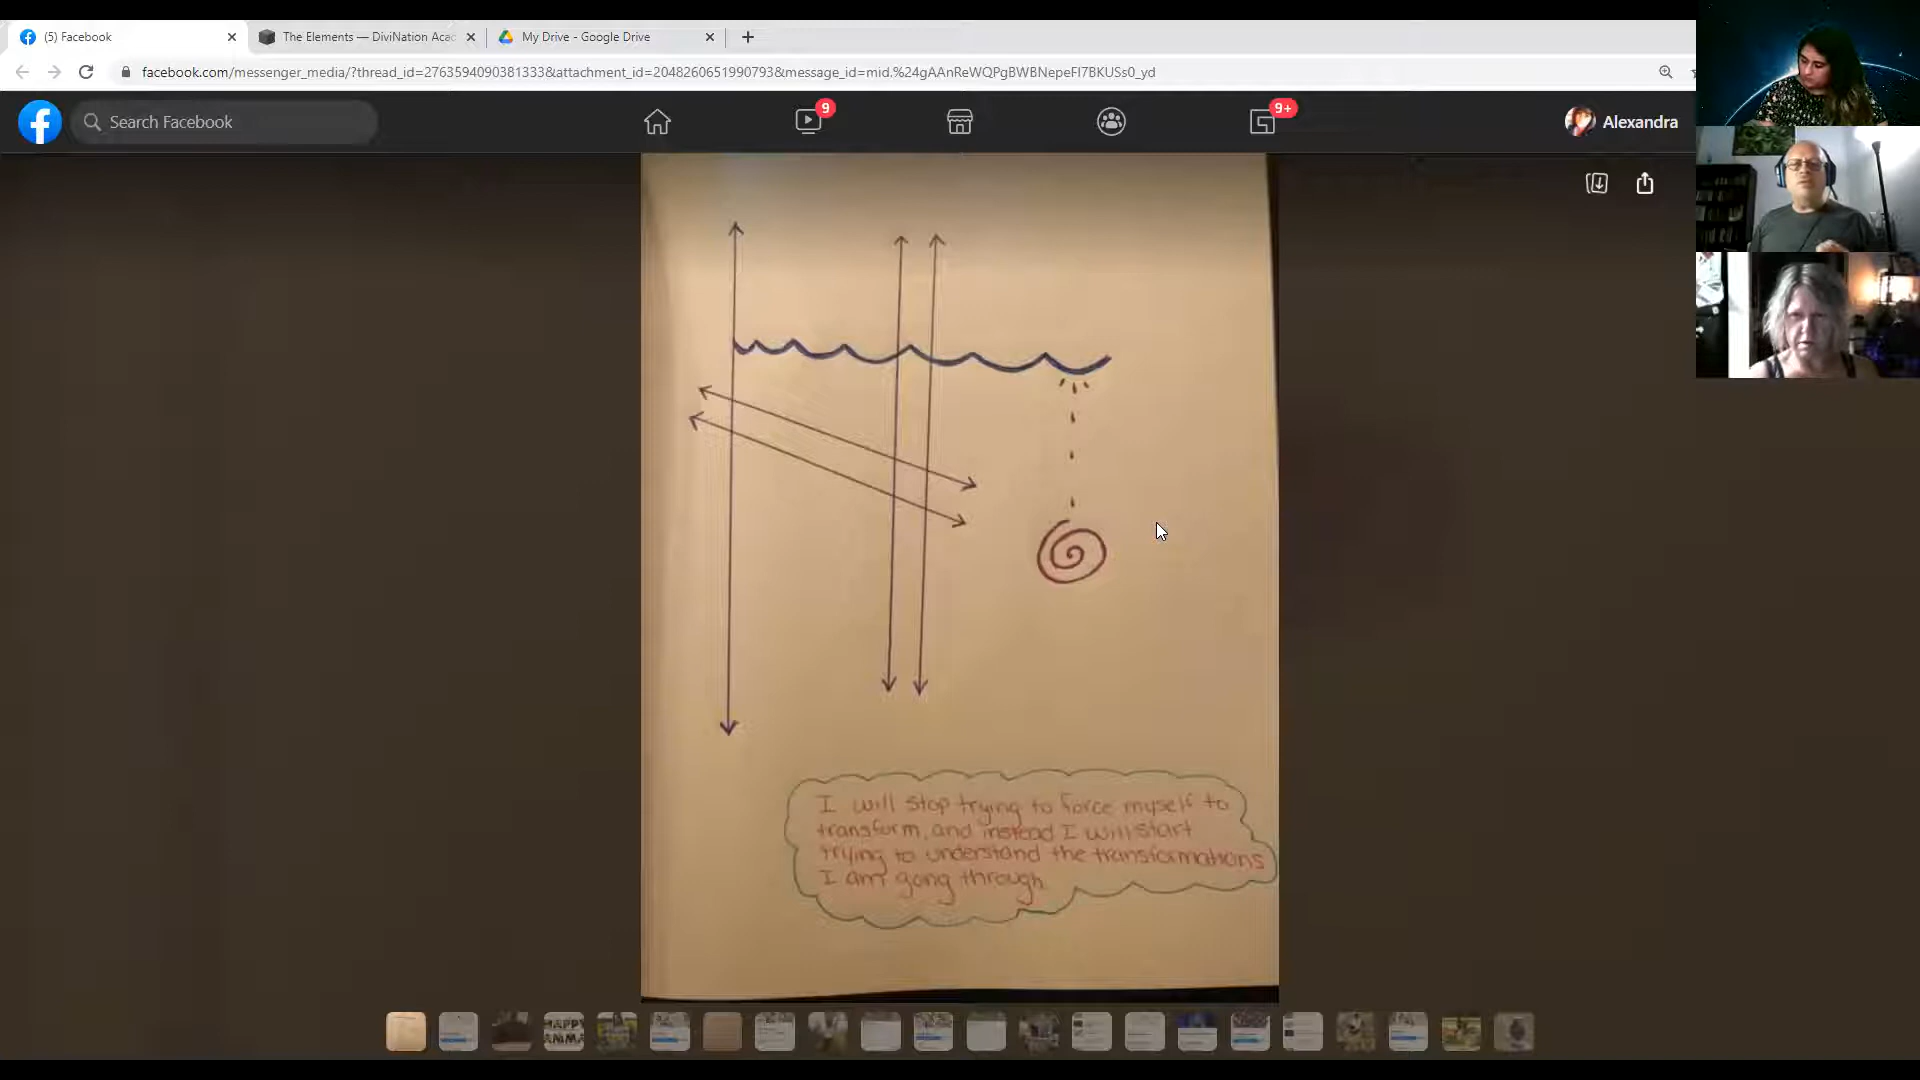 (5) Facebook
The Elements — DiviNation Aca
My Drive - Google Drive
facebook.com/messenger_media/?thread_id=2763594090381333&attachment_id=2048260651990793&message_id=mid.%24gAAnReWQPgBWBNepeFl7BKUSs0_yd
Search Facebook
9
9+
Alexandra
I will stop trying to force myself to
transform, and instead I will start
trying to understand the transformations
I am going through
HAPPY